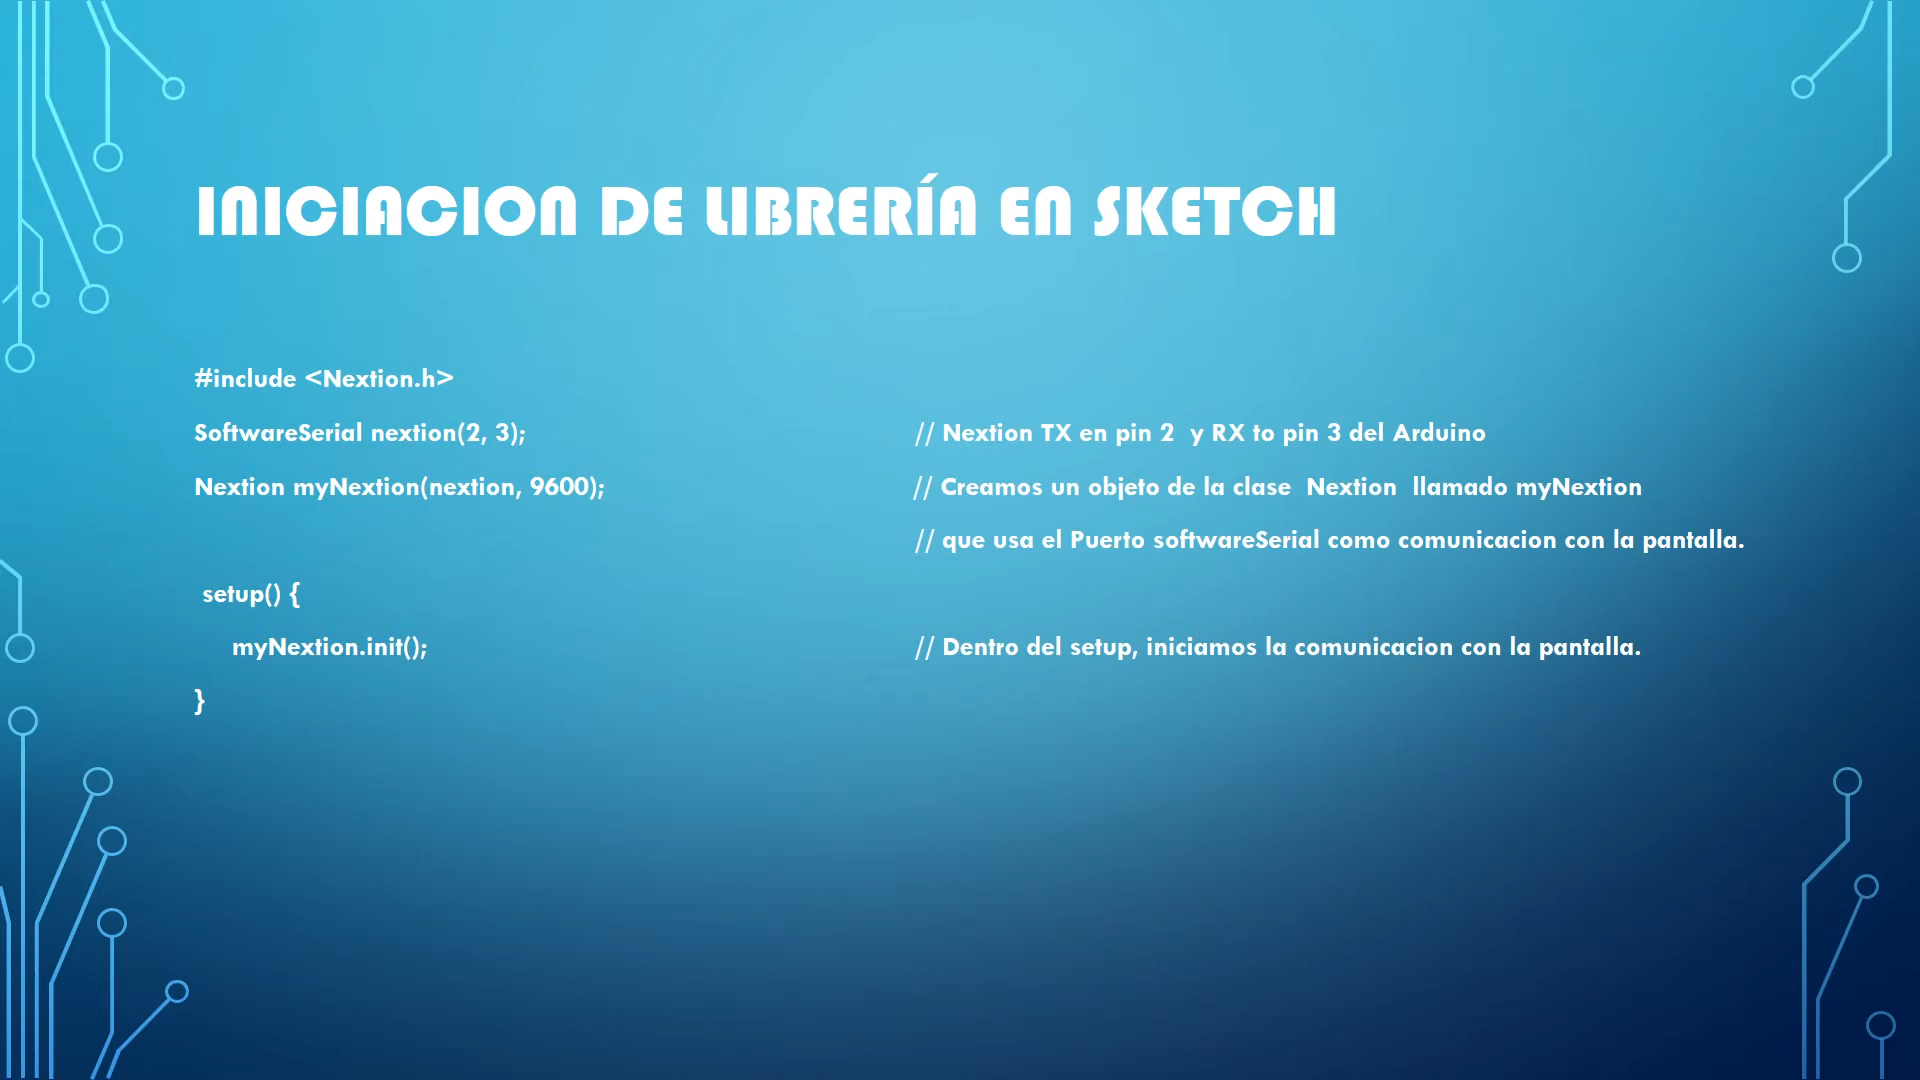 INICIACION DE LIBRERÍA EN SKETCH
#include <Nextion.h>
SoftwareSerial nextion(2, 3); // Nextion TX en pin 2 y RX to pin 3 del Arduino
Nextion myNextion(nextion, 9600); // Creamos un objeto de la clase Nextion llamado myNextion
// que usa el Puerto softwareSerial como comunicacion con la pantalla.
setup() {
myNextion.init(); // Dentro del setup, iniciamos la comunicacion con la pantalla.
}